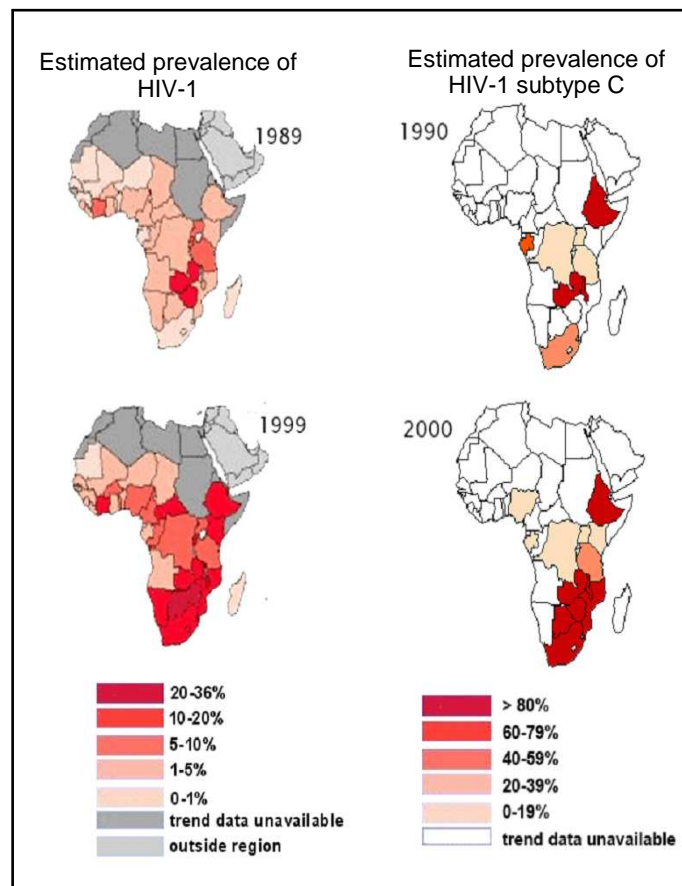 Estimated prevalence of
HIV-1
1989
1999
20-36%
10-20%
5-10%
1-5%
0-1%
trend data unavailable
outside region
Estimated prevalence of
HIV-1 subtype C
1990
2000
> 80%
60-79%
40-59%
20-39%
0-19%
trend data unavailable